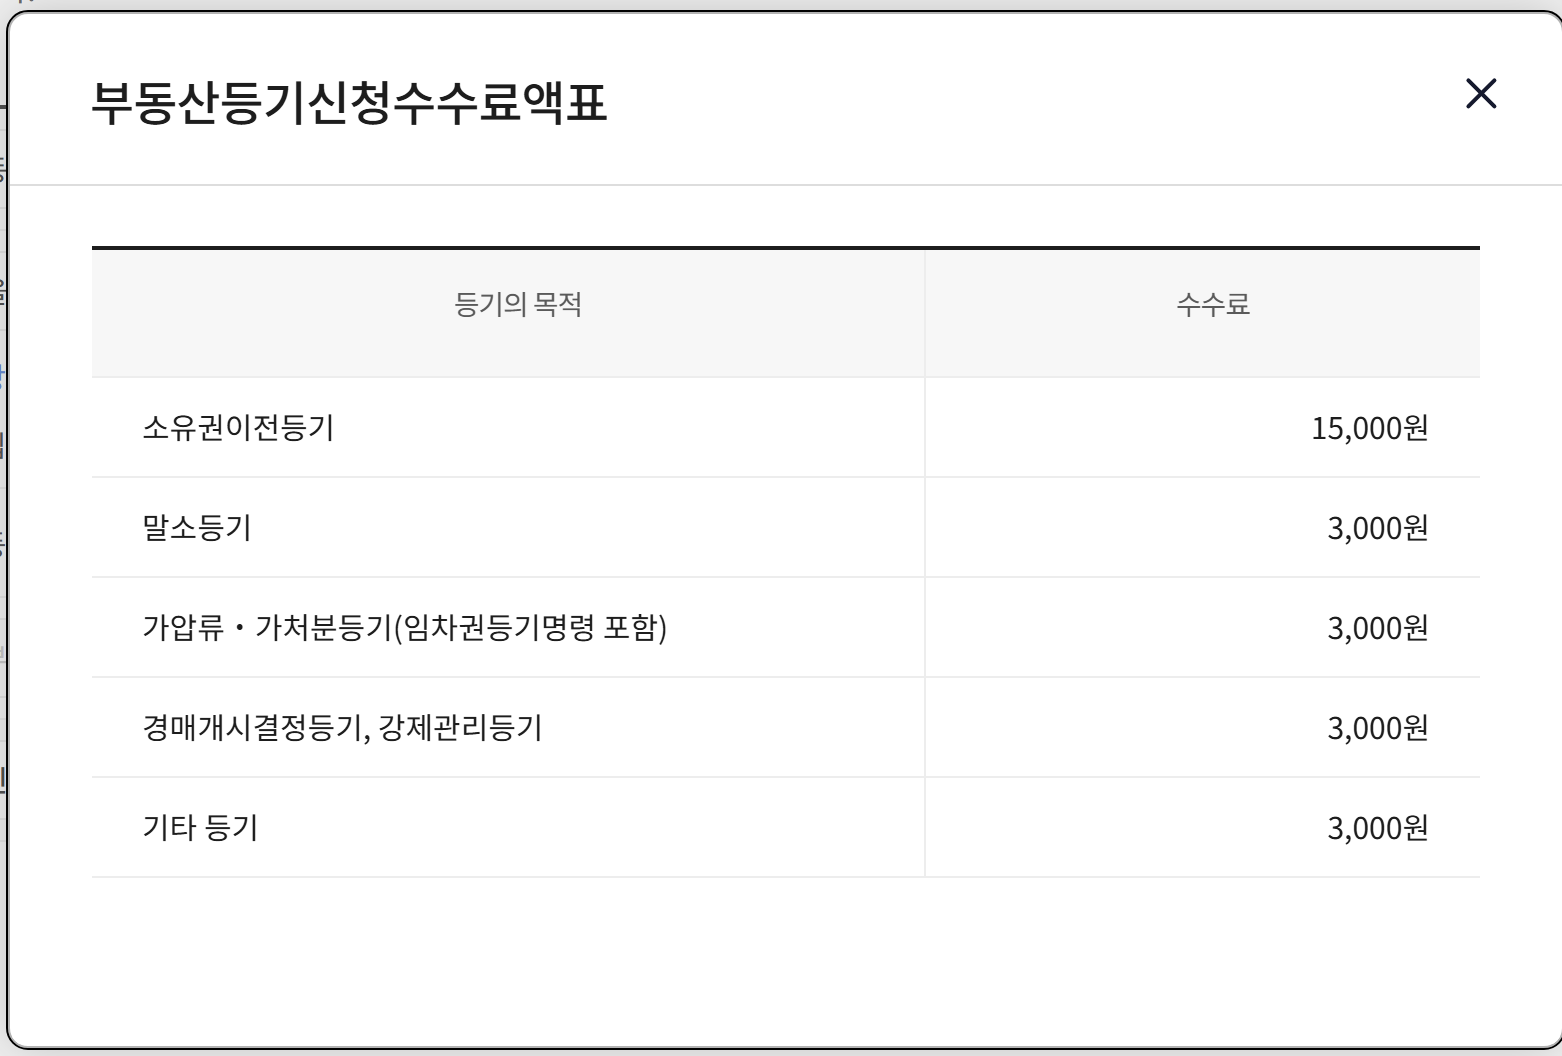 부동산등기신청수수료액표
등기의 목적
수수료
소유권이전등기
15,000원
말소등기
3,000원
가압류・가처분등기(임차권등기명령 포함)
3,000원
경매개시결정등기, 강제관리등기
3,000원
기타 등기
3,000원